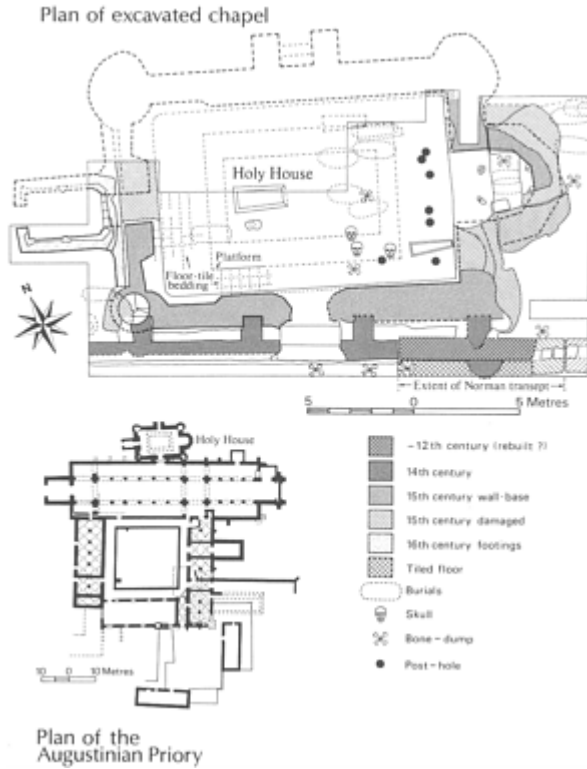 Plan of excavated chapel
Holy House
Platform
Floor-tile
bedding
N
Extent of Norman transept
5 0 5 Metres
Holy House
~12th century (rebuilt ?)
14th century
15th century wall-base
15th century damaged
16th century footings
Tiled floor
Burials
Skull
Bone-dump
Post-hole
10 0 10 Metres
Plan of the
Augustinian Priory